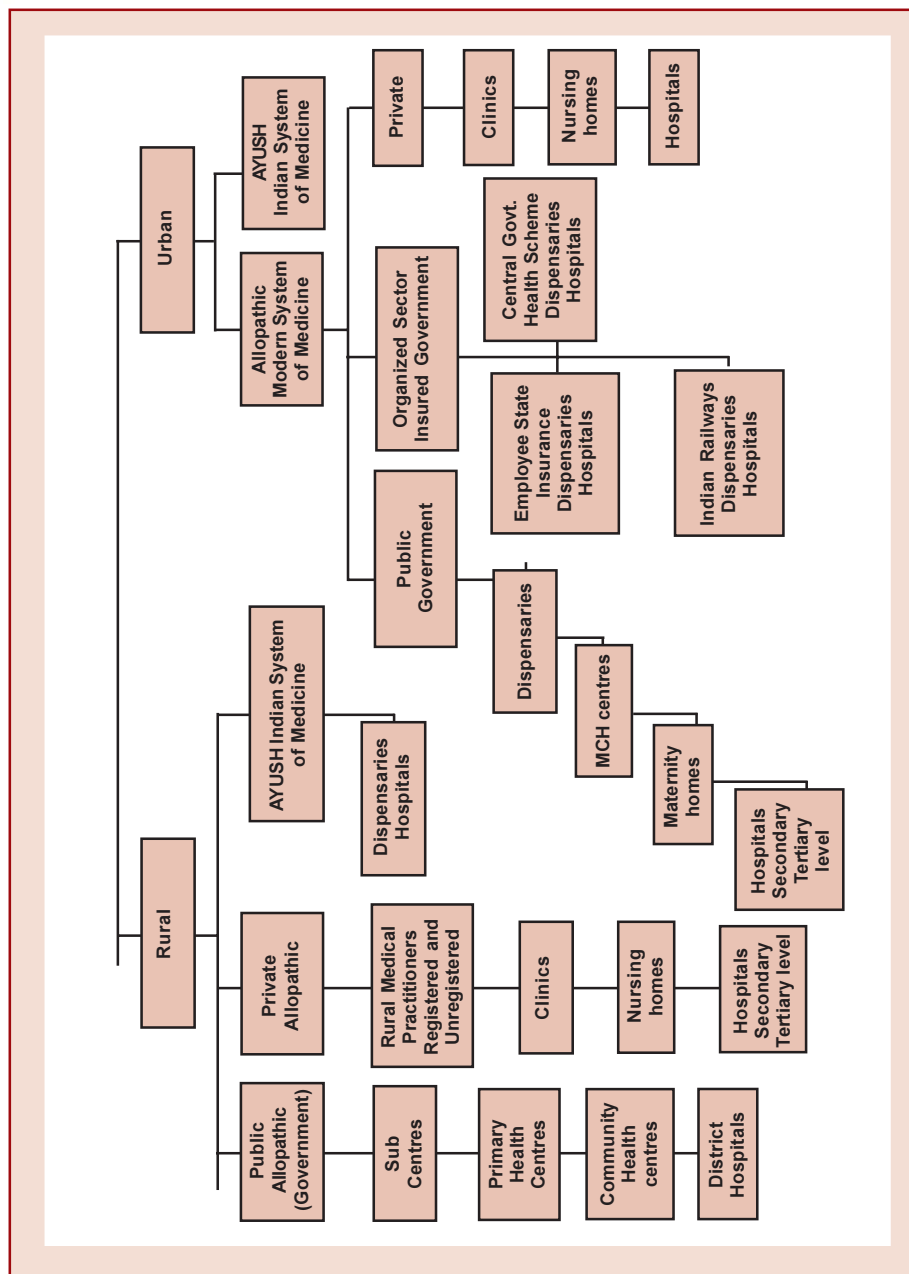 Rural
Urban
Public
Allopathic
(Government)
Private
Allopathic
AYUSH Indian System
of Medicine
Allopathic
Modern System
of Medicine
AYUSH
Indian System
of Medicine
Sub
Centres
Primary
Health
Centres
Community
Health
centres
District
Hospitals
Rural Medical
Practitioners
Registered and
Unregistered
Clinics
Nursing
homes
Hospitals
Secondary
Tertiary level
Dispensaries
Hospitals
Public
Government
Organized Sector
Insured Government
Private
Dispensaries
MCH centres
Maternity
homes
Hospitals
Secondary
Tertiary
level
Employee State
Insurance
Dispensaries
Hospitals
Central Govt.
Health Scheme
Dispensaries
Hospitals
Indian Railways
Dispensaries
Hospitals
Clinics
Nursing
homes
Hospitals